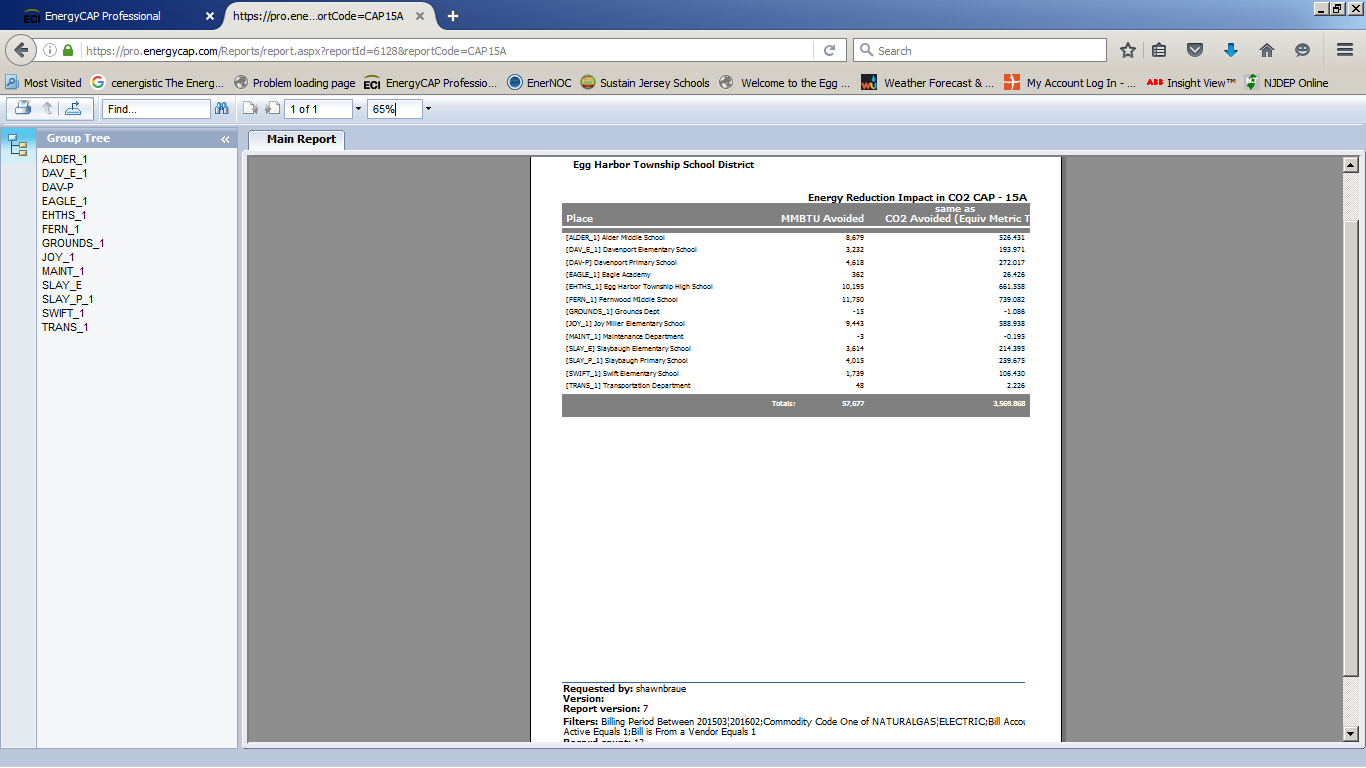 ECI EnergyCAP Professional
https://pro.ene...ortCode=CAP15A
https://pro.energycap.com/Reports/report.aspx?reportId=6128&reportCode=CAP15A
Search
Most Visited
cenergistic The Energ...
Problem loading page
ECI EnergyCAP Professio...
EnerNOC
Sustain Jersey Schools
Welcome to the Egg ...
Weather Forecast & ...
My Account Log In - ...
ABB Insight View™
NJDEP Online
Find...
1 of 1
65%
Group Tree
«
Main Report
ALDER_1
DAV_E_1
DAV-P
EAGLE_1
EHTHS_1
FERN_1
GROUNDS_1
JOY_1
MAINT_1
SLAY_E
SLAY_P_1
SWIFT_1
TRANS_1
Egg Harbor Township School District
Energy Reduction Impact in CO2 CAP - 15A
same as
Place MMBTU Avoided CO2 Avoided (Equiv Metric T
[ALDER_1] Alder Middle School 8,679 526.431
[DAV_E_1] Davenport Elementary School 3,232 193.971
[DAV-P] Davenport Primary School 4,618 272.017
[EAGLE_1] Eagle Academy 362 26.426
[EHTHS_1] Egg Harbor Township High School 10,195 661.558
[FERN_1] Fernwood Middle School 11,750 739.082
[GROUNDS_1] Grounds Dept -15 -1.086
[JOY_1] Joy Miller Elementary School 9,443 588.938
[MAINT_1] Maintenance Department -3 -0.195
[SLAY_E] Slaybaugh Elementary School 3,614 214.395
[SLAY_P_1] Slaybaugh Primary School 4,015 239.675
[SWIFT_1] Swift Elementary School 1,739 106.430
[TRANS_1] Transportation Department 48 2.226
Totals: 57,677 3,569.868
Requested by: shawnbraue
Version:
Report version: 7
Filters: Billing Period Between 201503¦201602;Commodity Code One of NATURALGAS¦ELECTRIC;Bill Accou
Active Equals 1;Bill is From a Vendor Equals 1
Record count: 13